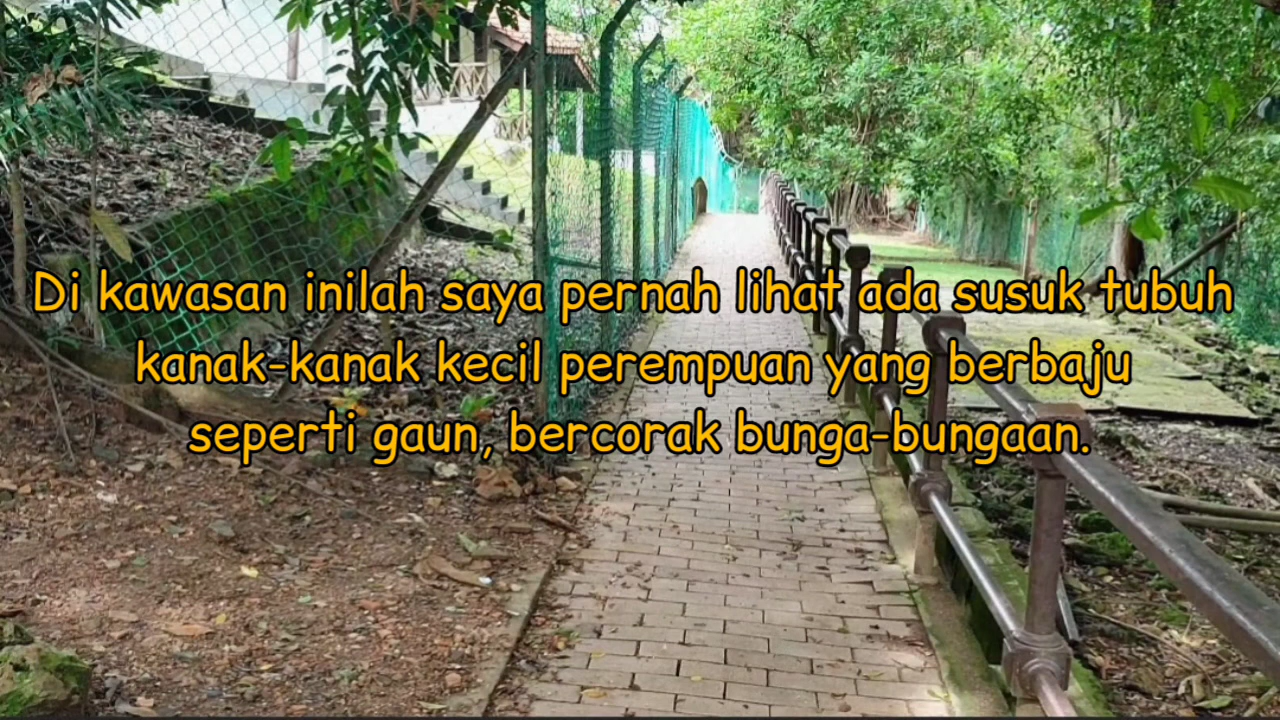 Di kawasan inilah saya pernah lihat ada susuk tubuh
kanak-kanak kecil perempuan yang berbaju
seperti gaun, bercorak bunga-bungaan.